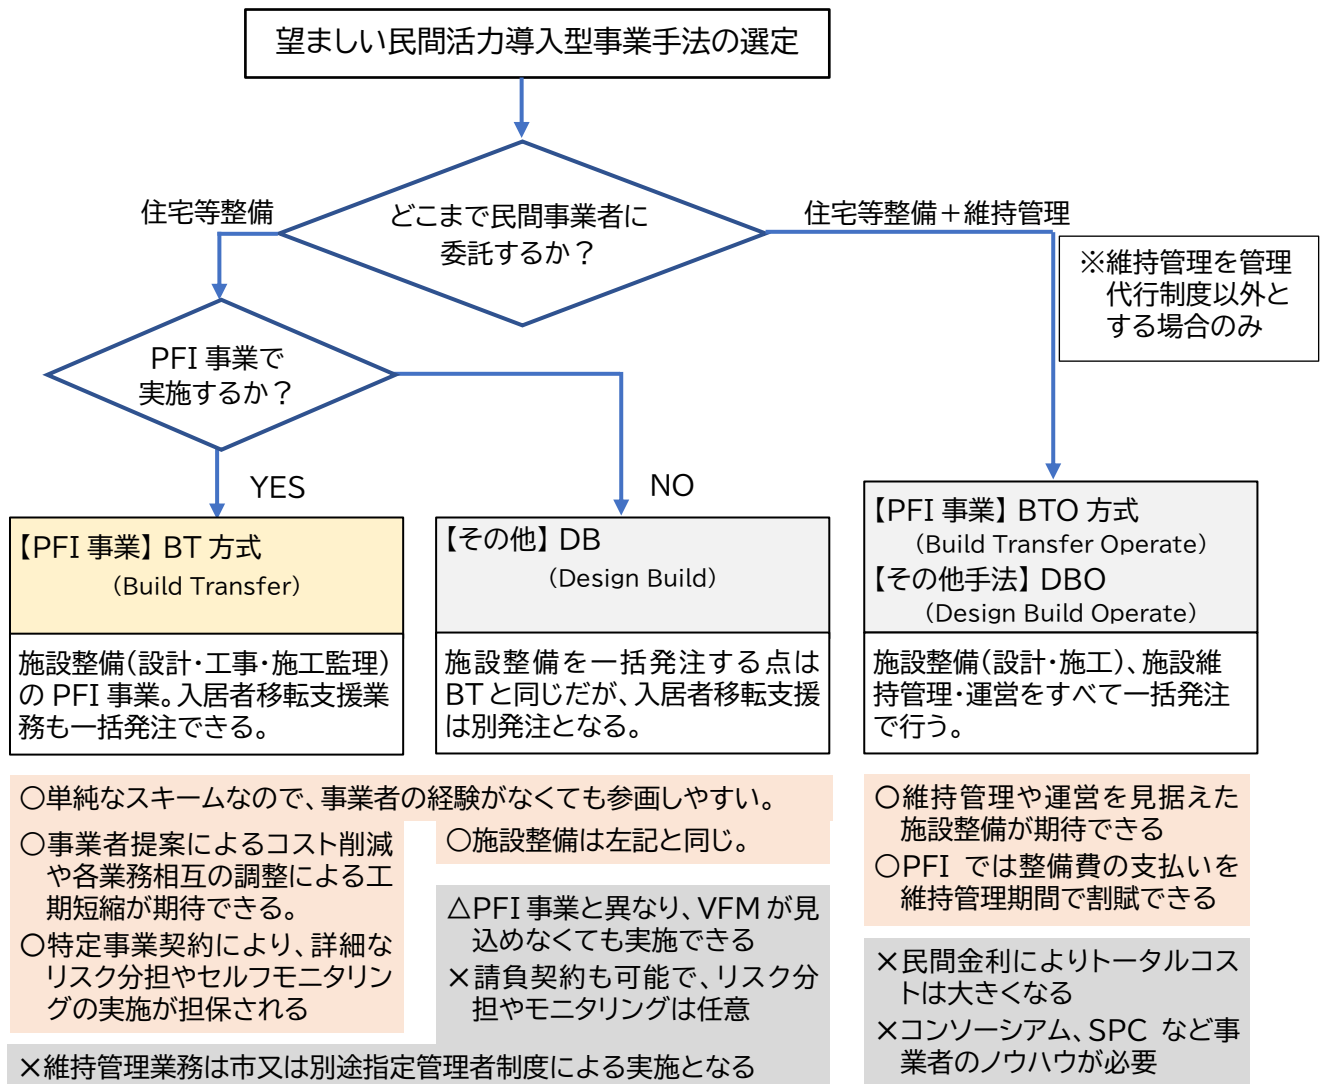 望ましい民間活力導入型事業手法の選定
どこまで民間事業者に
委託するか？
住宅等整備
住宅等整備＋維持管理
※維持管理を管理
代行制度以外と
する場合のみ
PFI 事業で
実施するか？
YES
NO
【PFI 事業】 BT 方式
（Build Transfer）
施設整備（設計・工事・施工監理）
の PFI 事業。入居者移転支援業
務も一括発注できる。
【その他】 DB
（Design Build）
施設整備を一括発注する点は
BTと同じだが、入居者移転支援
は別発注となる。
【PFI 事業】 BTO 方式
（Build Transfer Operate）
【その他手法】 DBO
（Design Build Operate）
施設整備（設計・施工）、施設維
持管理・運営をすべて一括発注
で行う。
〇単純なスキームなので、事業者の経験がなくても参画しやすい。
〇事業者提案によるコスト削減
や各業務相互の調整による工
期短縮が期待できる。
〇特定事業契約により、詳細な
リスク分担やセルフモニタリン
グの実施が担保される
〇施設整備は左記と同じ。
△PFI 事業と異なり、VFM が見
込めなくても実施できる
×請負契約も可能で、リスク分
担やモニタリングは任意
×維持管理業務は市又は別途指定管理者制度による実施となる
〇維持管理や運営を見据えた
施設整備が期待できる
〇PFI では整備費の支払いを
維持管理期間で割賦できる
×民間金利によりトータルコス
トは大きくなる
×コンソーシアム、SPC など事
業者のノウハウが必要